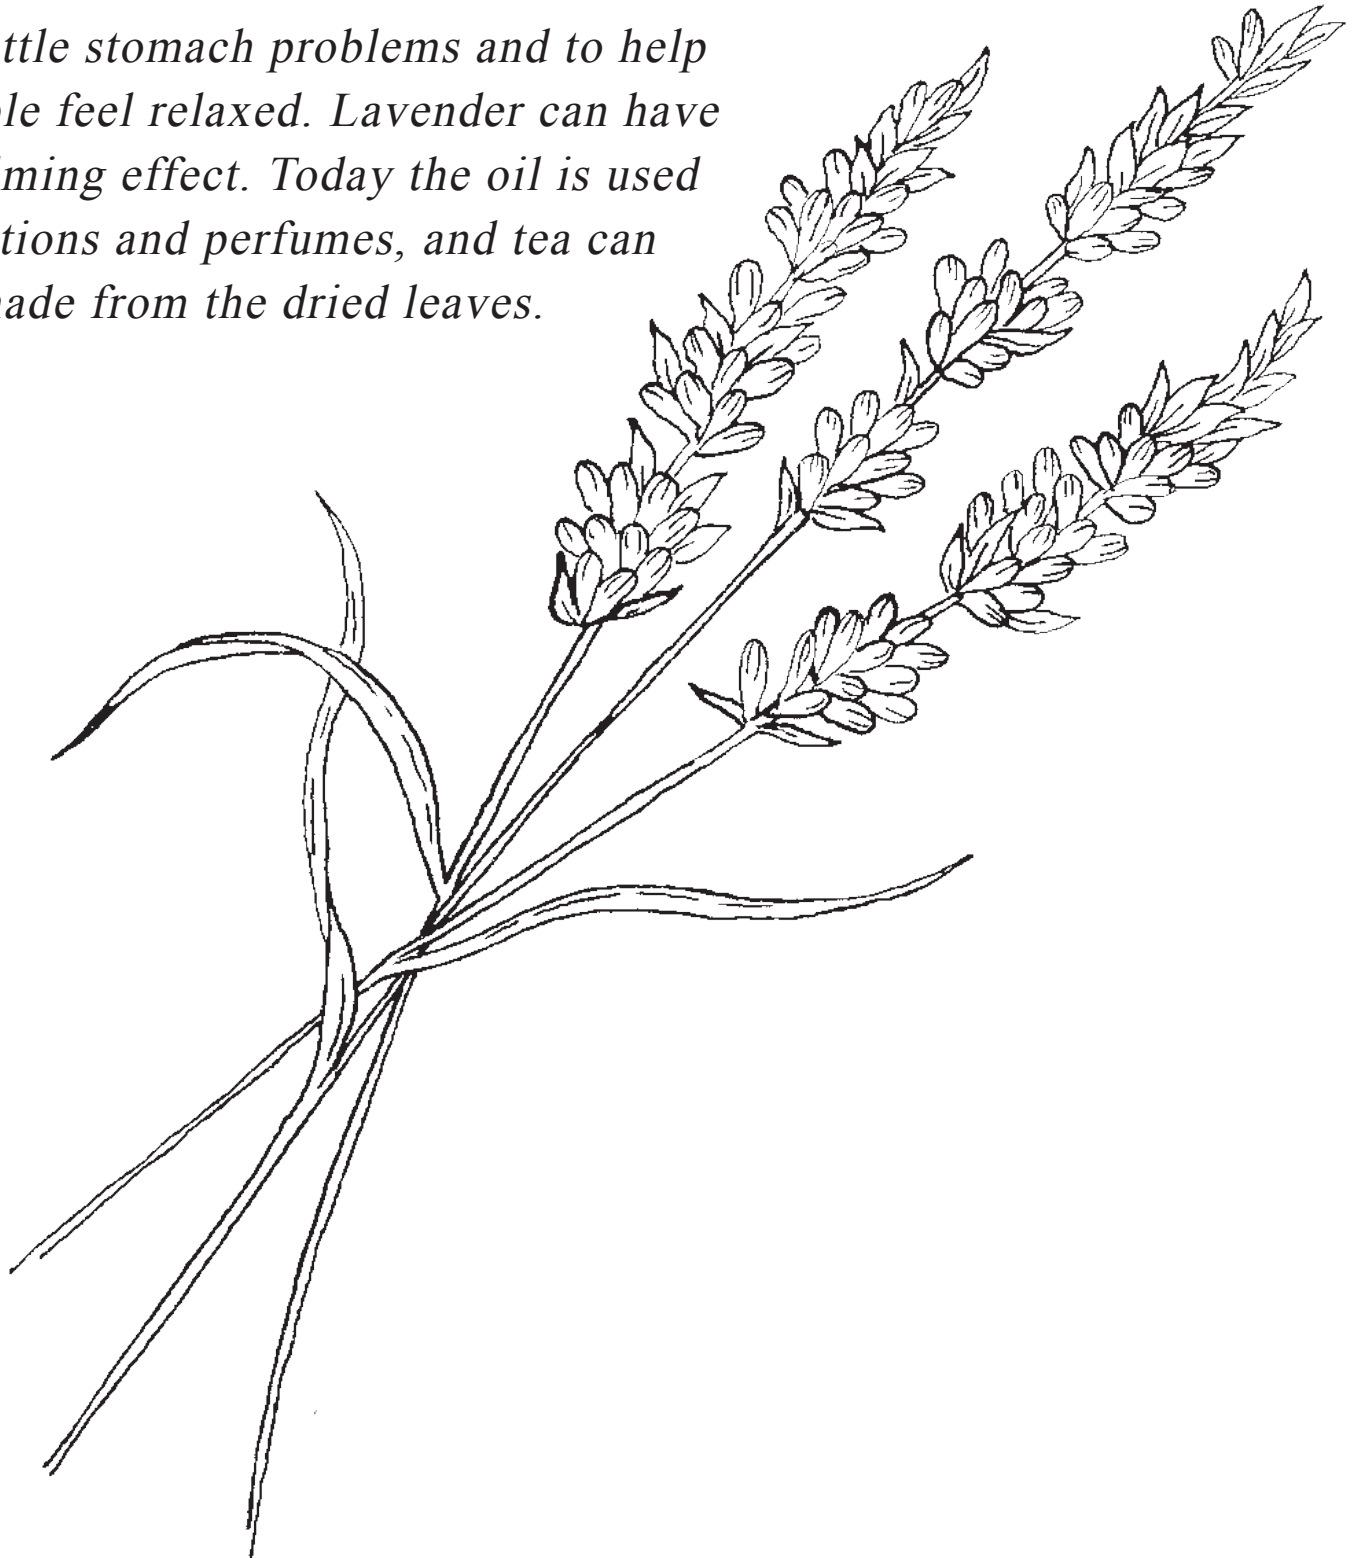 ttle stomach problems and to help
le feel relaxed. Lavender can have
ming effect. Today the oil is used
tions and perfumes, and tea can
ade from the dried leaves.